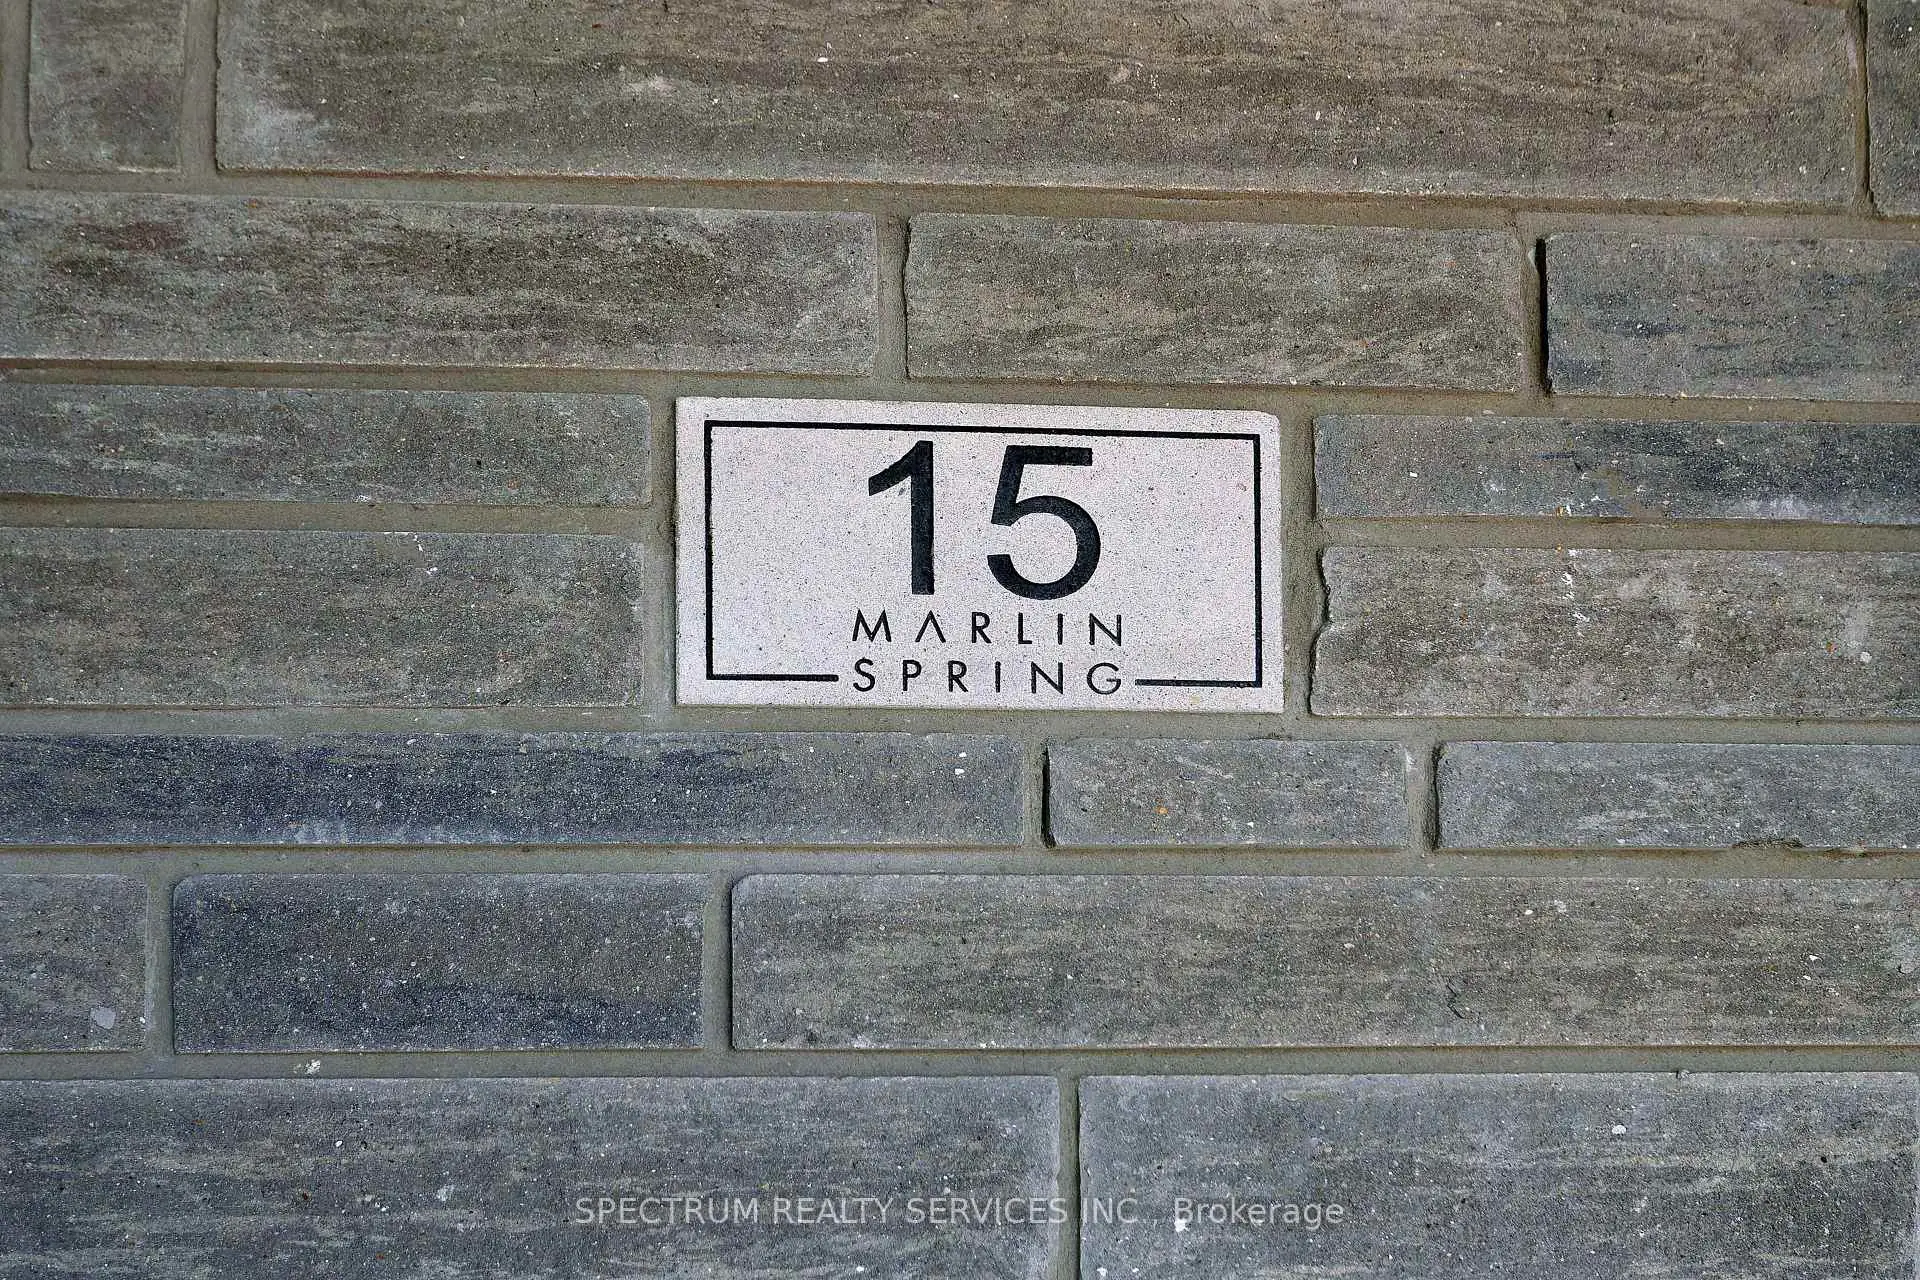 15
MARLIN
SPRING
SPECTRUM REALTY SERVICES INC., Brokerage